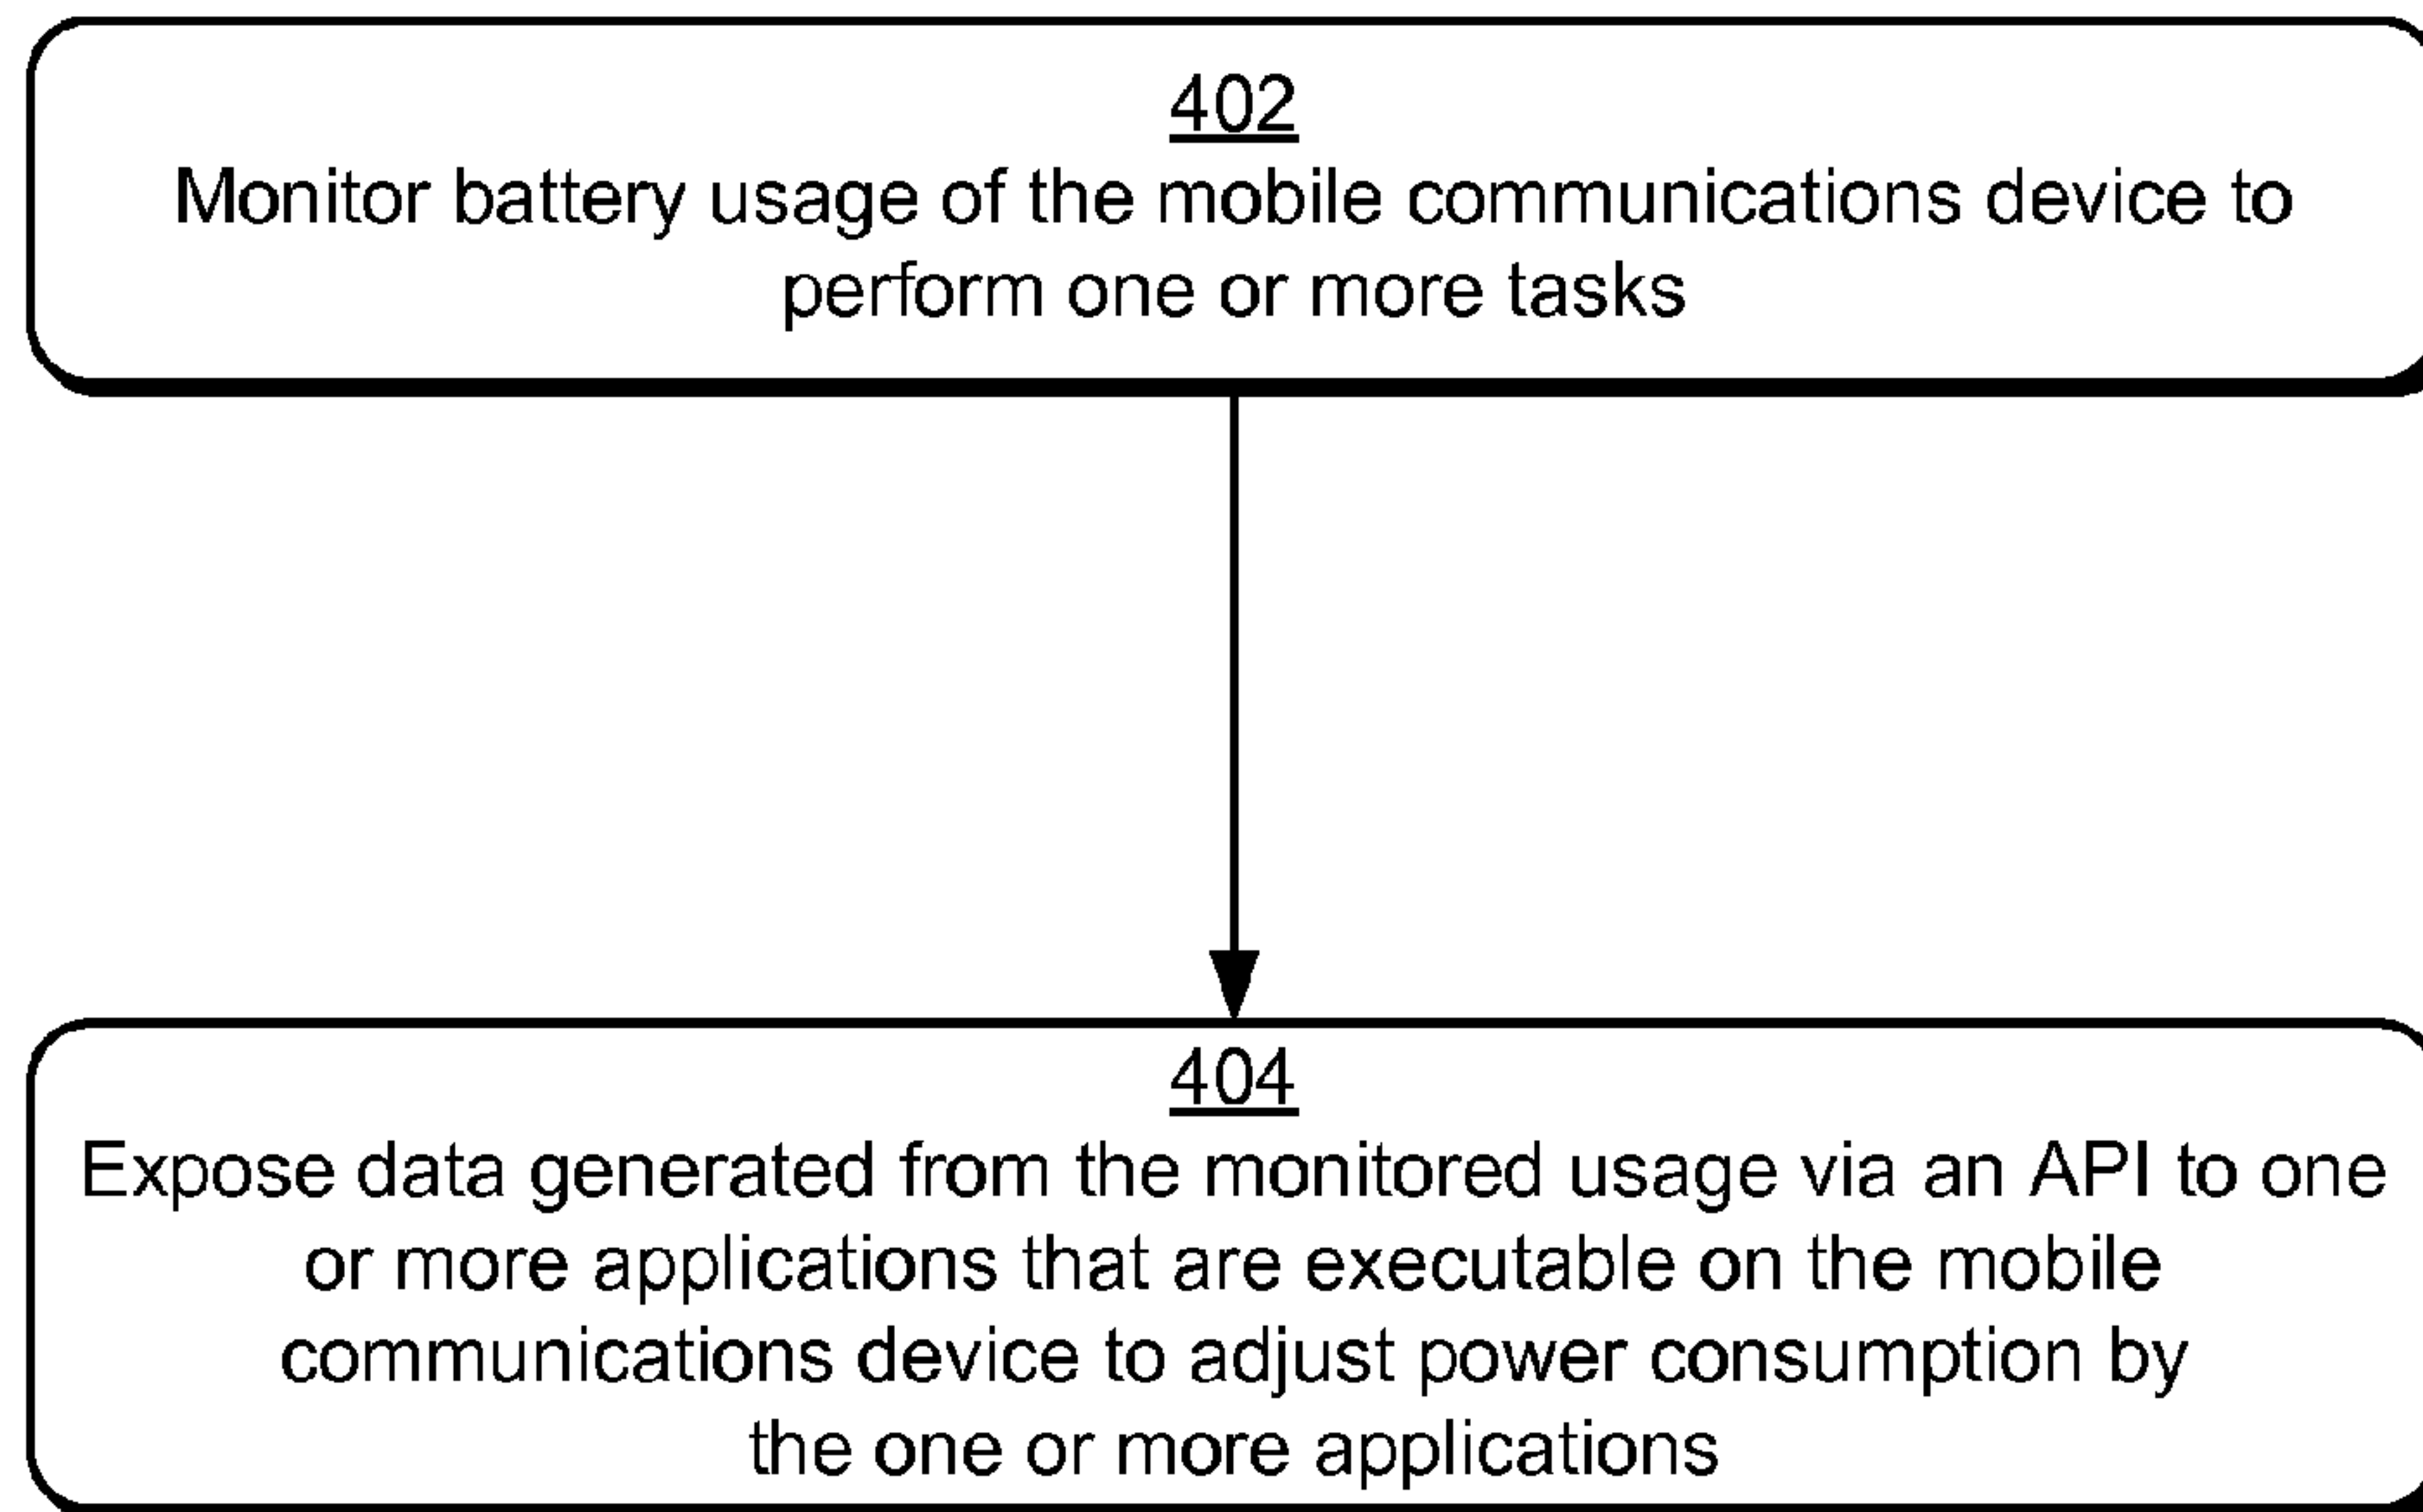 402
Monitor battery usage of the mobile communications device to
perform one or more tasks
404
Expose data generated from the monitored usage via an API to one
or more applications that are executable on the mobile
communications device to adjust power consumption by
the one or more applications